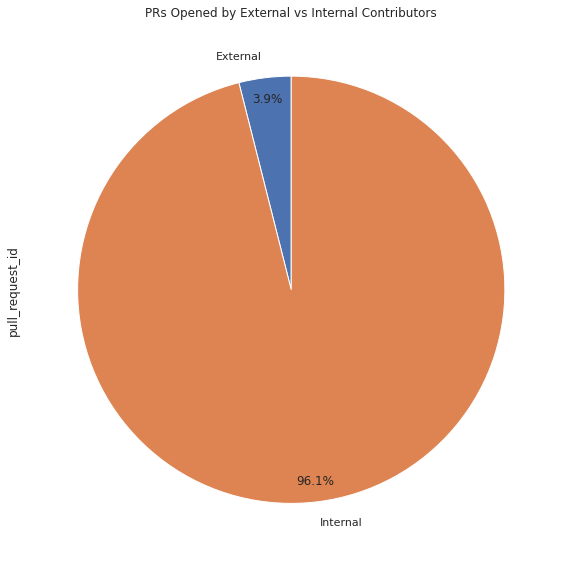 PRs Opened by External vs Internal Contributors
External
3.9%
pull_request_id
96.1%
Internal